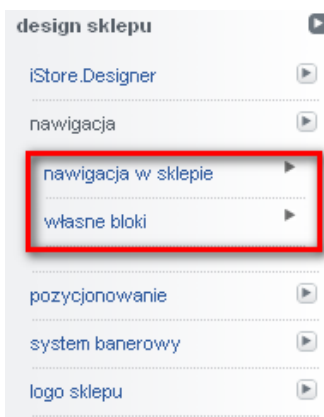 design sklepu
iStore.Designer
nawigacja
nawigacja w sklepie
własne bloki
pozycjonowanie
system banerowy
logo sklepu